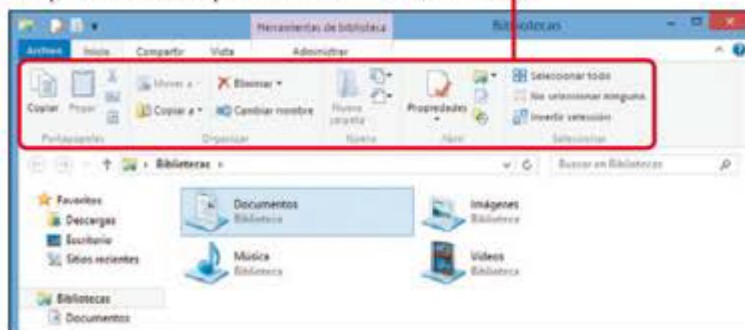 Herramientas de biblioteca Bibliotecas
Archivo Inicio Compartir Vista Administrar
Copiar Pegar Mover a Eliminar Nueva carpeta Propiedades Seleccionar todo
Copiar a Cambiar nombre No seleccionar ninguno
Invertir selección
Portapapeles Organizar Nuevo Abrir Seleccionar
Bibliotecas Buscar en Bibliotecas
Favoritos
Descargas
Escritorio
Sitios recientes
Bibliotecas
Documentos
Documentos
Biblioteca
Imágenes
Biblioteca
Música
Biblioteca
Vídeos
Biblioteca